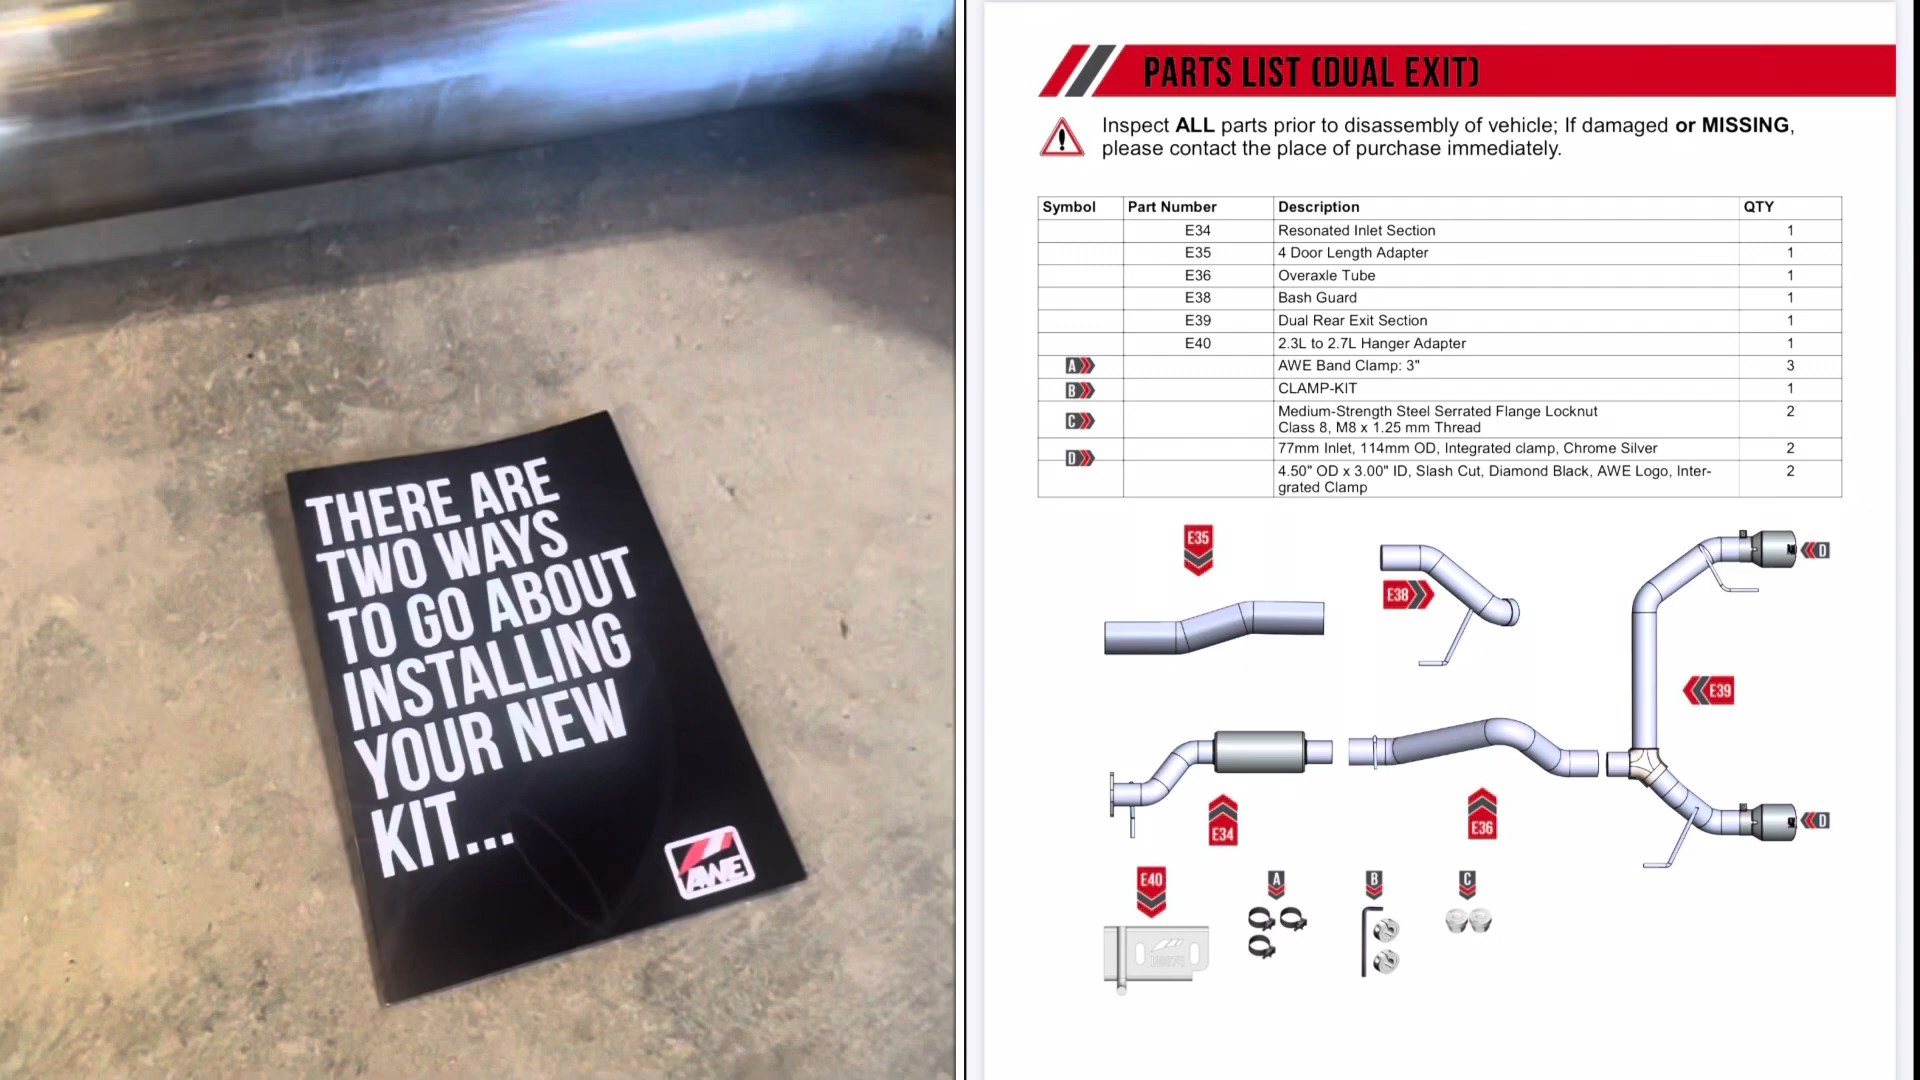 THERE ARE
TWO WAYS
TO GO ABOUT
INSTALLING
YOUR NEW
KIT...
AWE
PARTS LIST (DUAL EXIT)
Inspect ALL parts prior to disassembly of vehicle; If damaged or MISSING,
please contact the place of purchase immediately.
Symbol Part Number Description QTY
E34 Resonated Inlet Section 1
E35 4 Door Length Adapter 1
E36 Overaxle Tube 1
E38 Bash Guard 1
E39 Dual Rear Exit Section 1
E40 2.3L to 2.7L Hanger Adapter 1
A AWE Band Clamp: 3" 3
B CLAMP-KIT 1
C Medium-Strength Steel Serrated Flange Locknut 2
Class 8, M8 x 1.25 mm Thread
D 77mm Inlet, 114mm OD, Integrated clamp, Chrome Silver 2
4.50" OD x 3.00" ID, Slash Cut, Diamond Black, AWE Logo, Inter- 2
grated Clamp
E35
D
E38
E39
E34
E36
D
E40
A
B
C